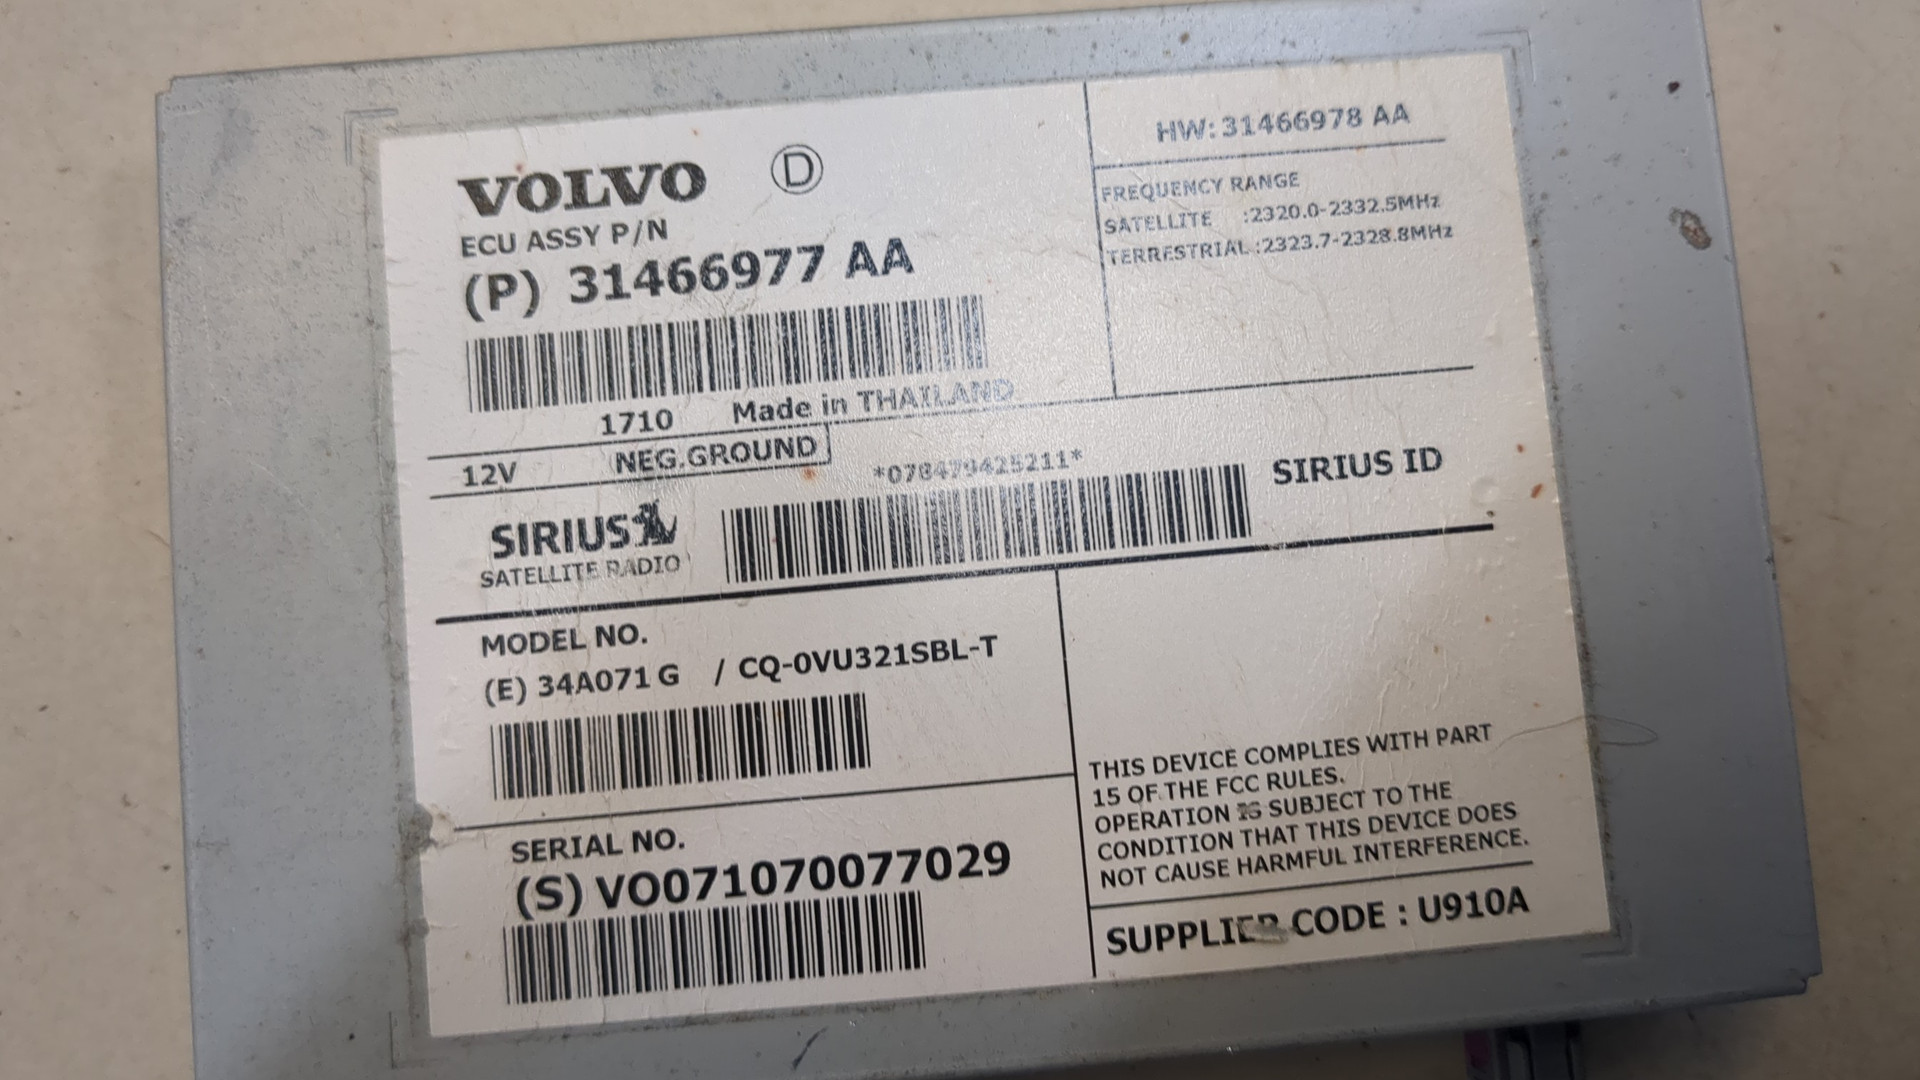 VOLVO D
ECU ASSY P/N
(P) 31466977 AA
1710 Made in THAILAND
12V NEG.GROUND
HW: 31466978 AA
FREQUENCY RANGE
SATELLITE :2320.0-2332.5MHz
TERRESTRIAL :2323.7-2328.8MHz
*078479425211*
SIRIUS
SATELLITE RADIO
SIRIUS ID
MODEL NO.
(E) 34A071 G / CQ-0VU321SBL-T
SERIAL NO.
(S) VO071070077029
THIS DEVICE COMPLIES WITH PART
15 OF THE FCC RULES.
OPERATION IS SUBJECT TO THE
CONDITION THAT THIS DEVICE DOES
NOT CAUSE HARMFUL INTERFERENCE.
SUPPLIER CODE : U910A